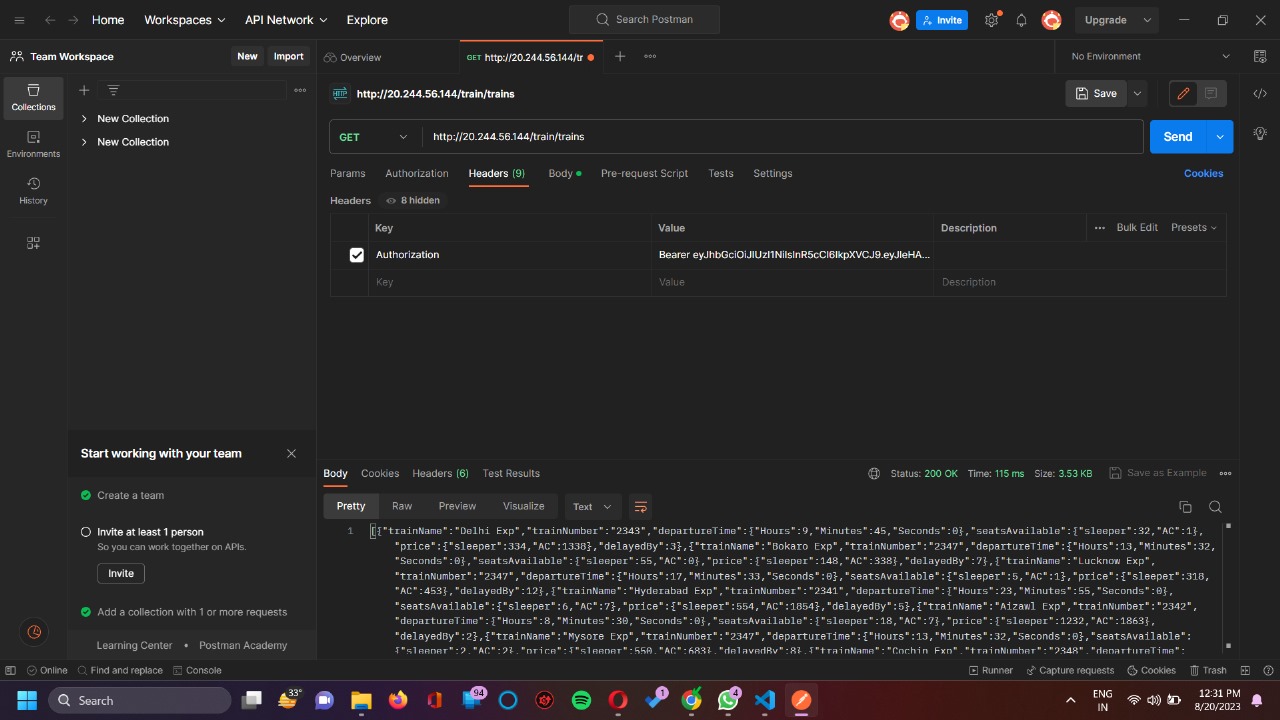 Home Workspaces API Network Explore Search Postman Invite Upgrade
Team Workspace New Import Overview GET http://20.244.56.144/tr No Environment
Collections
Environments
History
New Collection
New Collection
http://20.244.56.144/train/trains Save
GET http://20.244.56.144/train/trains Send
Params Authorization Headers (9) Body Pre-request Script Tests Settings Cookies
Headers 8 hidden
Key Value Description Bulk Edit Presets
Authorization Bearer eyJhbGciOiJIUzI1NiIsInR5cCI6IkpXVCJ9.eyJleHA...
Key Value Description
Start working with your team
Create a team
Invite at least 1 person
So you can work together on APIs.
Invite
Add a collection with 1 or more requests
Learning Center • Postman Academy
Body Cookies Headers (6) Test Results Status: 200 OK Time: 115 ms Size: 3.53 KB Save as Example
Pretty Raw Preview Visualize Text
1 [{"trainName":"Delhi Exp","trainNumber":"2343","departureTime":{"Hours":9,"Minutes":45,"Seconds":0},"seatsAvailable":{"sleeper":32,"AC":1},
"price":{"sleeper":334,"AC":1338},"delayedBy":3},{"trainName":"Bokaro Exp","trainNumber":"2347","departureTime":{"Hours":13,"Minutes":32,
"Seconds":0},"seatsAvailable":{"sleeper":55,"AC":0},"price":{"sleeper":148,"AC":338},"delayedBy":7},{"trainName":"Lucknow Exp",
"trainNumber":"2347","departureTime":{"Hours":17,"Minutes":33,"Seconds":0},"seatsAvailable":{"sleeper":5,"AC":1},"price":{"sleeper":318,
"AC":453},"delayedBy":12},{"trainName":"Hyderabad Exp","trainNumber":"2341","departureTime":{"Hours":23,"Minutes":55,"Seconds":0},
"seatsAvailable":{"sleeper":6,"AC":7},"price":{"sleeper":554,"AC":1854},"delayedBy":5},{"trainName":"Aizawl Exp","trainNumber":"2342",
"departureTime":{"Hours":8,"Minutes":30,"Seconds":0},"seatsAvailable":{"sleeper":18,"AC":7},"price":{"sleeper":1232,"AC":1863},
"delayedBy":2},{"trainName":"Mysore Exp","trainNumber":"2347","departureTime":{"Hours":13,"Minutes":32,"Seconds":0},"seatsAvailable":
{"sleeper":2,"AC":2},"price":{"sleeper":550,"AC":683},"delayedBy":8},{"trainName":"Cochin Exp","trainNumber":"2348","departureTime":
Online Find and replace Console Runner Capture requests Cookies Trash
Search 33° 94 1 4 ENG 12:31 PM
IN 8/20/2023